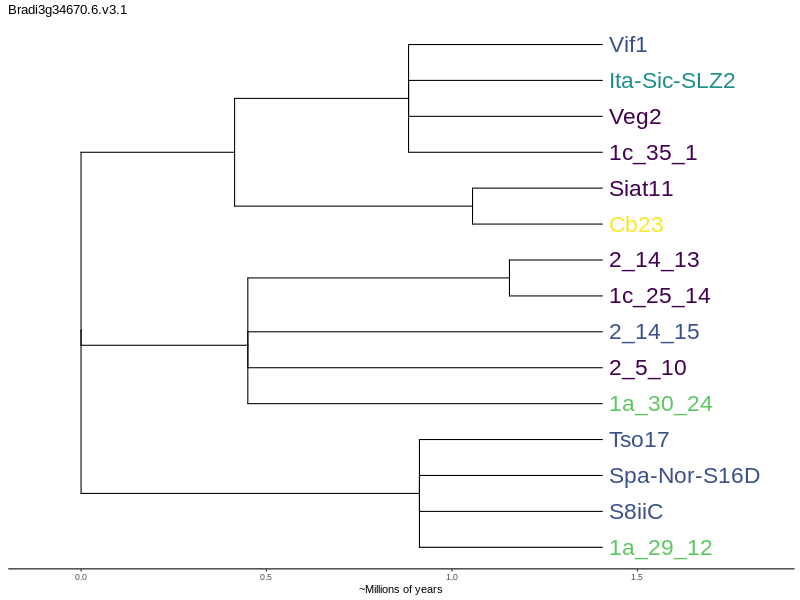 Bradi3g34670.6.v3.1
Vif1
Ita-Sic-SLZ2
Veg2
1c_35_1
Siat11
Cb23
2_14_13
1c_25_14
2_14_15
2_5_10
1a_30_24
Tso17
Spa-Nor-S16D
S8iiC
1a_29_12
0.0 0.5 1.0 1.5
~Millions of years